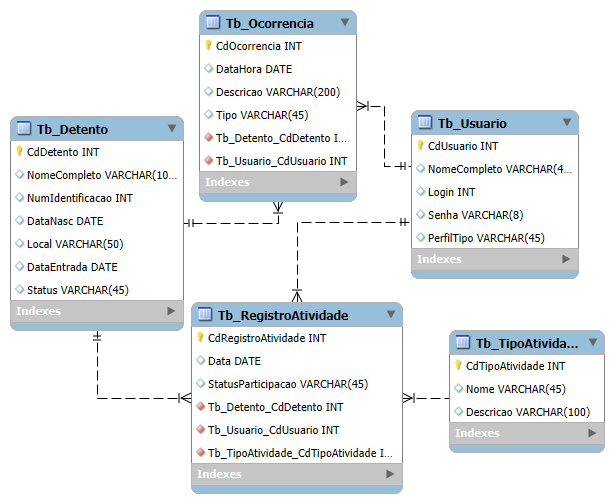 Tb_Ocorrencia
CdOcorrencia INT
DataHora DATE
Descricao VARCHAR(200)
Tipo VARCHAR(45)
Tb_Detento_CdDetento I...
Tb_Usuario_CdUsuario INT
Indexes
Tb_Detento
CdDetento INT
NomeCompleto VARCHAR(10...
NumIdentificacao INT
DataNasc DATE
Local VARCHAR(50)
DataEntrada DATE
Status VARCHAR(45)
Indexes
Tb_Usuario
CdUsuario INT
NomeCompleto VARCHAR(4...
Login INT
Senha VARCHAR(8)
PerfilTipo VARCHAR(45)
Indexes
Tb_RegistroAtividade
CdRegistroAtividade INT
Data DATE
StatusParticipacao VARCHAR(45)
Tb_Detento_CdDetento INT
Tb_Usuario_CdUsuario INT
Tb_TipoAtividade_CdTipoAtividade I...
Indexes
Tb_TipoAtivida...
CdTipoAtividade INT
Nome VARCHAR(45)
Descricao VARCHAR(100)
Indexes